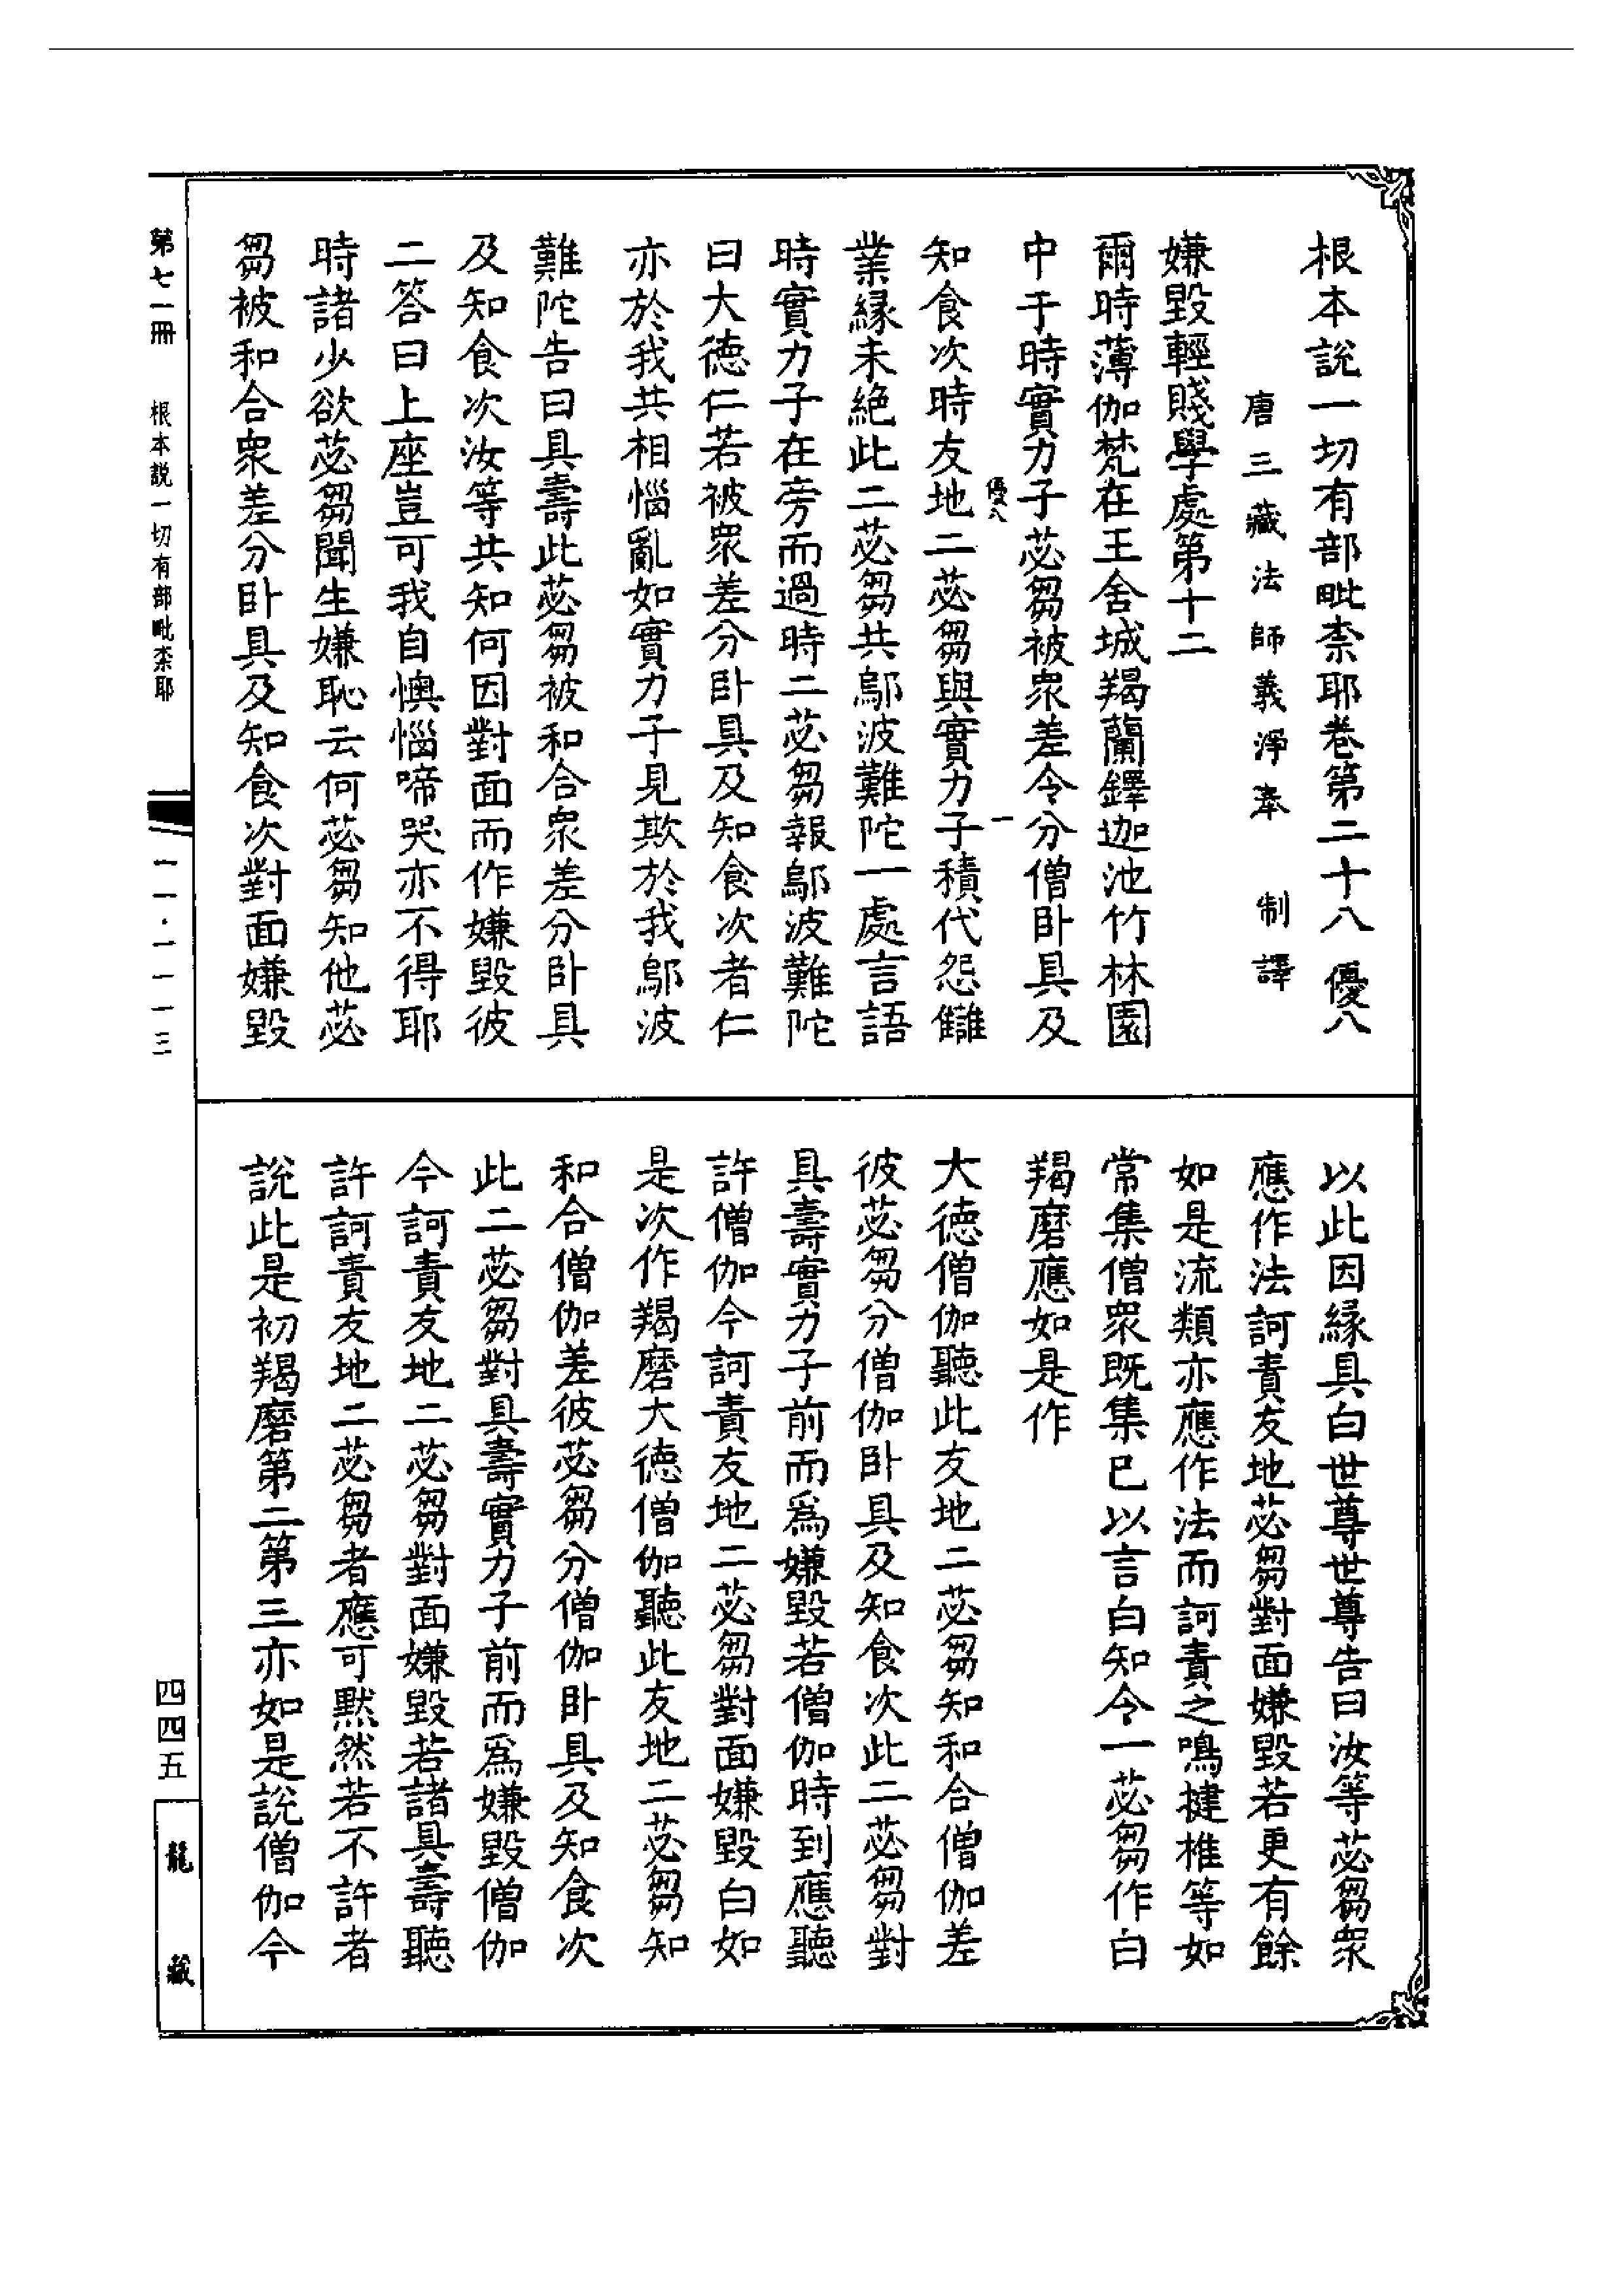 根本說一切有部毗柰耶卷第二十八 優八
唐三藏法師義淨奉 制譯
嫌毀輕賤學處第十二
爾時薄伽梵在王舍城羯蘭鐸迦池竹林園
中于時實力子苾芻被眾差令分僧卧具及
優八 一
知食次時友地二苾芻與實力子積代怨讎
業緣未絕此二苾芻共鄔波難陀一處言語
時實力子在旁而過時二苾芻報鄔波難陀
曰大德仁若被眾差分卧具及知食次者仁
亦於我共相惱亂如實力子見欺於我鄔波
難陀告曰具壽此苾芻被和合眾差分卧具
及知食次汝等共知何因對面而作嫌毀彼
二答曰上座豈可我自懊惱啼哭亦不得耶
時諸少欲苾芻聞生嫌恥云何苾芻知他苾
芻被和合眾差分卧具及知食次對面嫌毀
以此因緣具白世尊世尊告曰汝等苾芻眾
應作法訶責友地苾芻對面嫌毀若更有餘
如是流類亦應作法而訶責之鳴揵椎等如
常集僧眾既集已以言白知令一苾芻作白
羯磨應如是作
大德僧伽聽此友地二苾芻知和合僧伽差
彼苾芻分僧伽卧具及知食次此二苾芻對
具壽實力子前而為嫌毀若僧伽時到應聽
許僧伽今訶責友地二苾芻對面嫌毀白如
是次作羯磨大德僧伽聽此友地二苾芻知
和合僧伽差彼苾芻分僧伽卧具及知食次
此二苾芻對具壽實力子前而為嫌毀僧伽
今訶責友地二苾芻對面嫌毀若諸具壽聽
許訶責友地二苾芻者應可默然若不許者
說此是初羯磨第二第三亦如是說僧伽今
第七一冊 根本説一切有部毗柰耶 一一·一一一三
四四五 龍藏